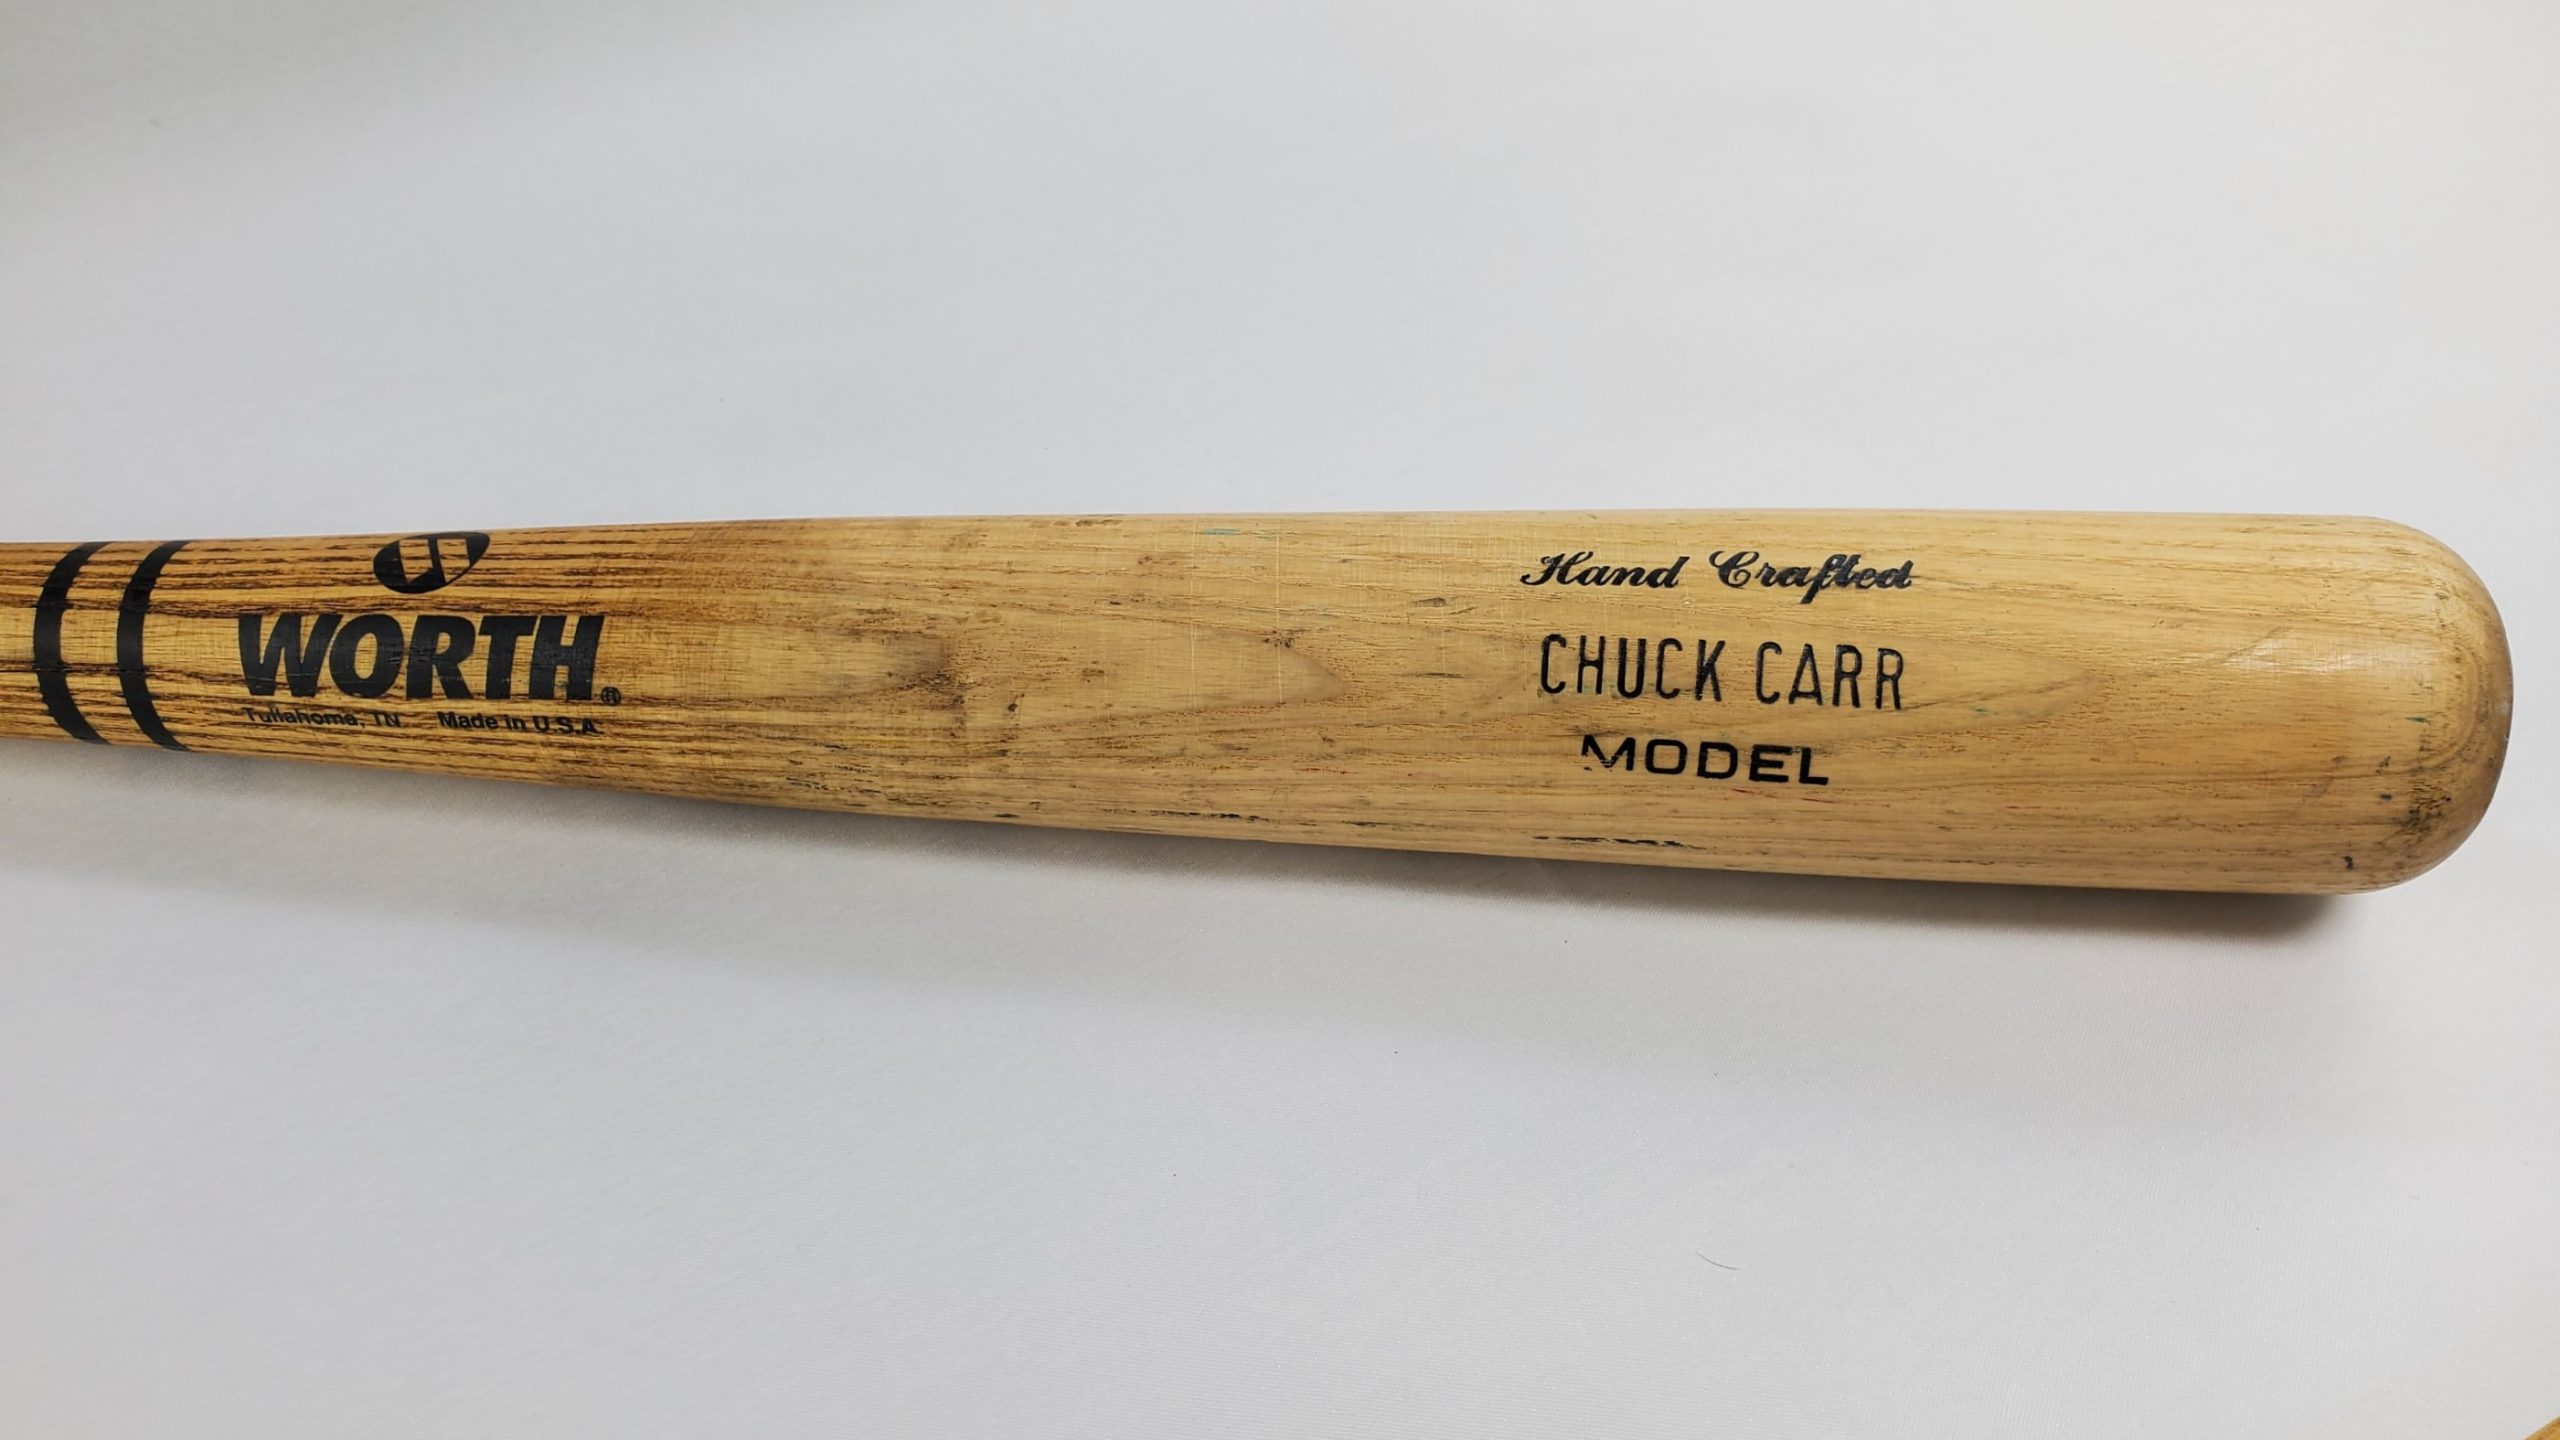 WORTH®
Tullahoma, TN Made in U.S.A.
Hand Crafted
CHUCK CARR
MODEL